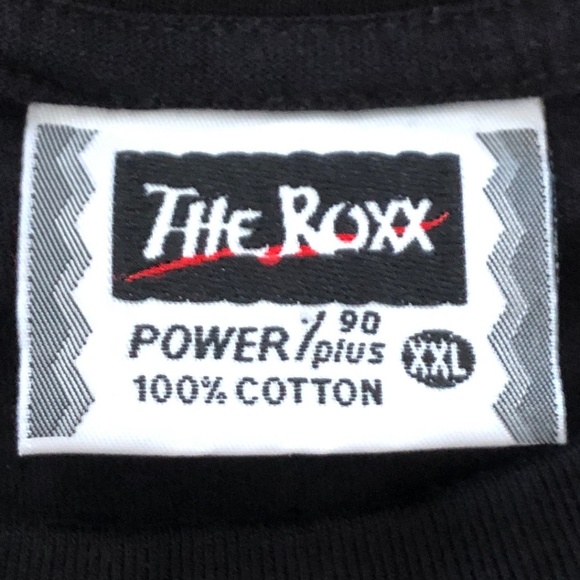 THE ROXX
POWER / 90 plus XXL
100% COTTON